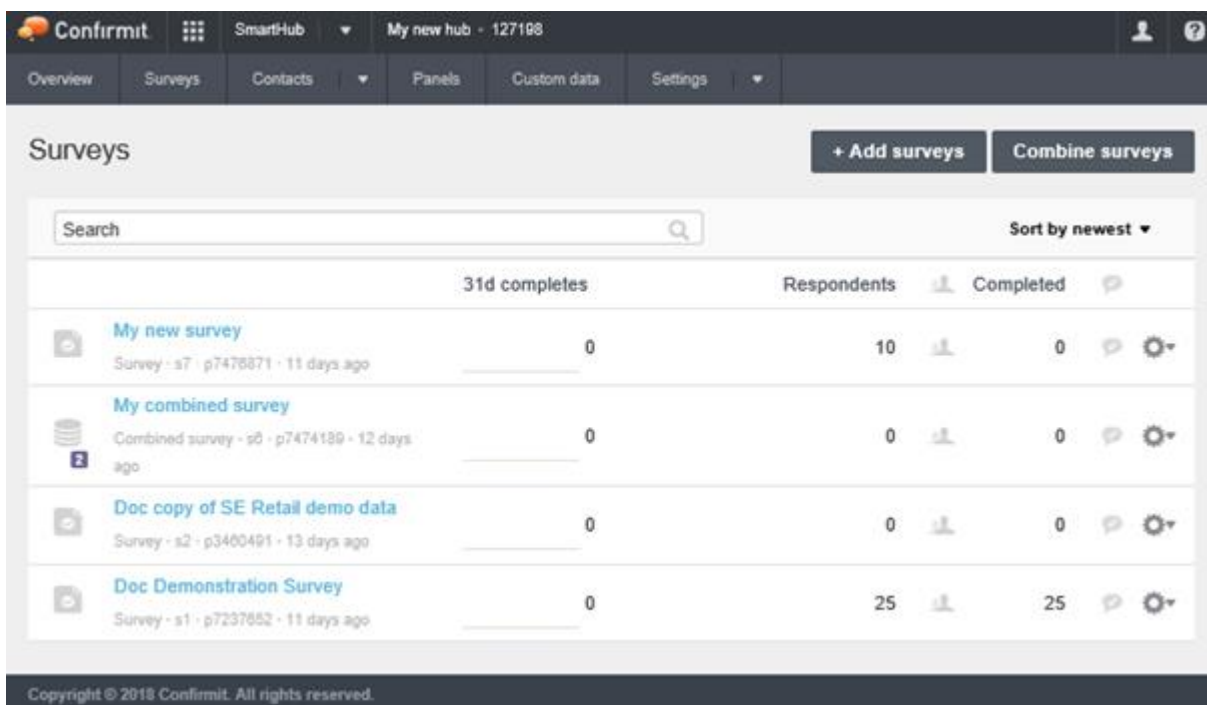 Confirmit SmartHub My new hub - 127198
Overview Surveys Contacts Panels Custom data Settings
Surveys + Add surveys Combine surveys
Search Sort by newest
31d completes Respondents Completed
My new survey
Survey - s7 - p7476871 - 11 days ago 0 10 0
My combined survey
Combined survey - s6 - p7474189 - 12 days 0 0 0
2 ago
Doc copy of SE Retail demo data
Survey - s2 - p3460491 - 13 days ago 0 0 0
Doc Demonstration Survey
Survey - s1 - p7237652 - 11 days ago 0 25 25
Copyright © 2018 Confirmit. All rights reserved.